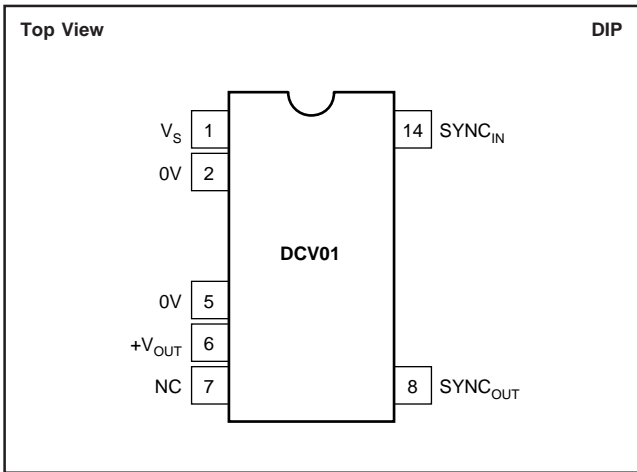 Top View DIP
V_S 1 14 SYNC_IN
0V 2
DCV01
0V 5
+V_OUT 6
NC 7 8 SYNC_OUT